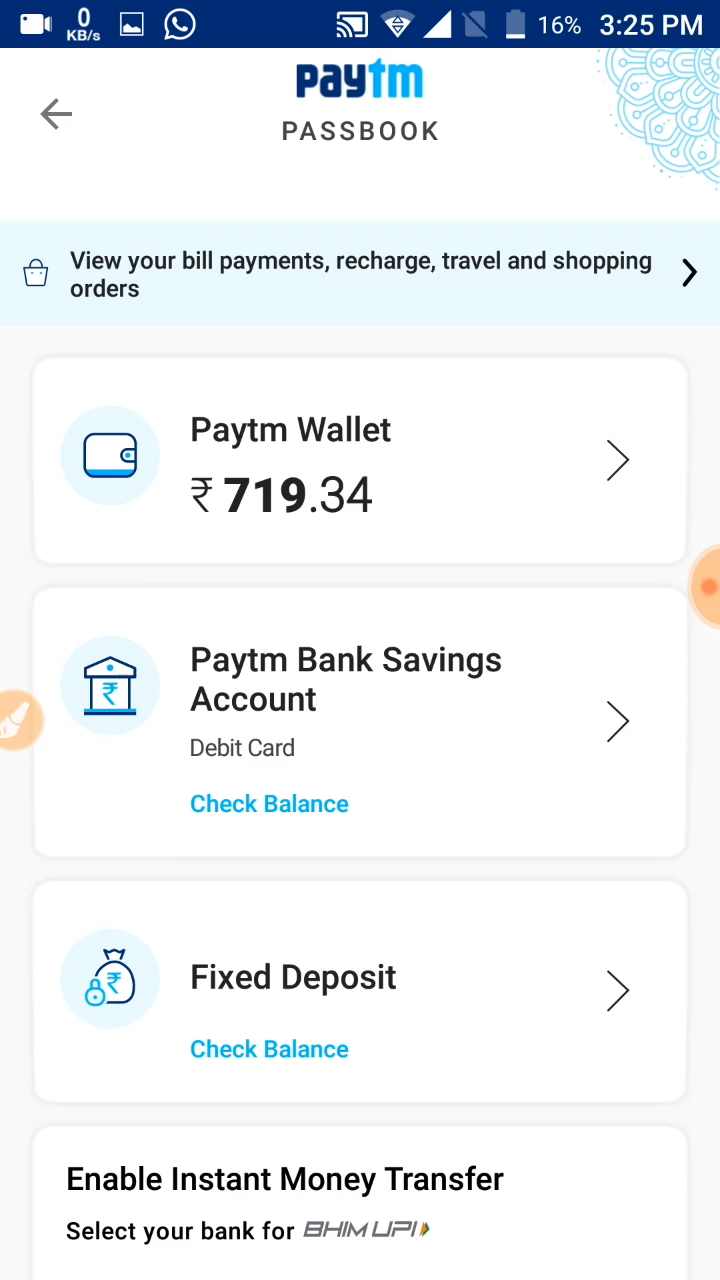 0
KB/s
16%
3:25 PM
paytm
PASSBOOK
View your bill payments, recharge, travel and shopping
orders
Paytm Wallet
₹ 719.34
Paytm Bank Savings
Account
₹
Debit Card
Check Balance
Fixed Deposit
₹
Check Balance
Enable Instant Money Transfer
Select your bank for BHIM UPI